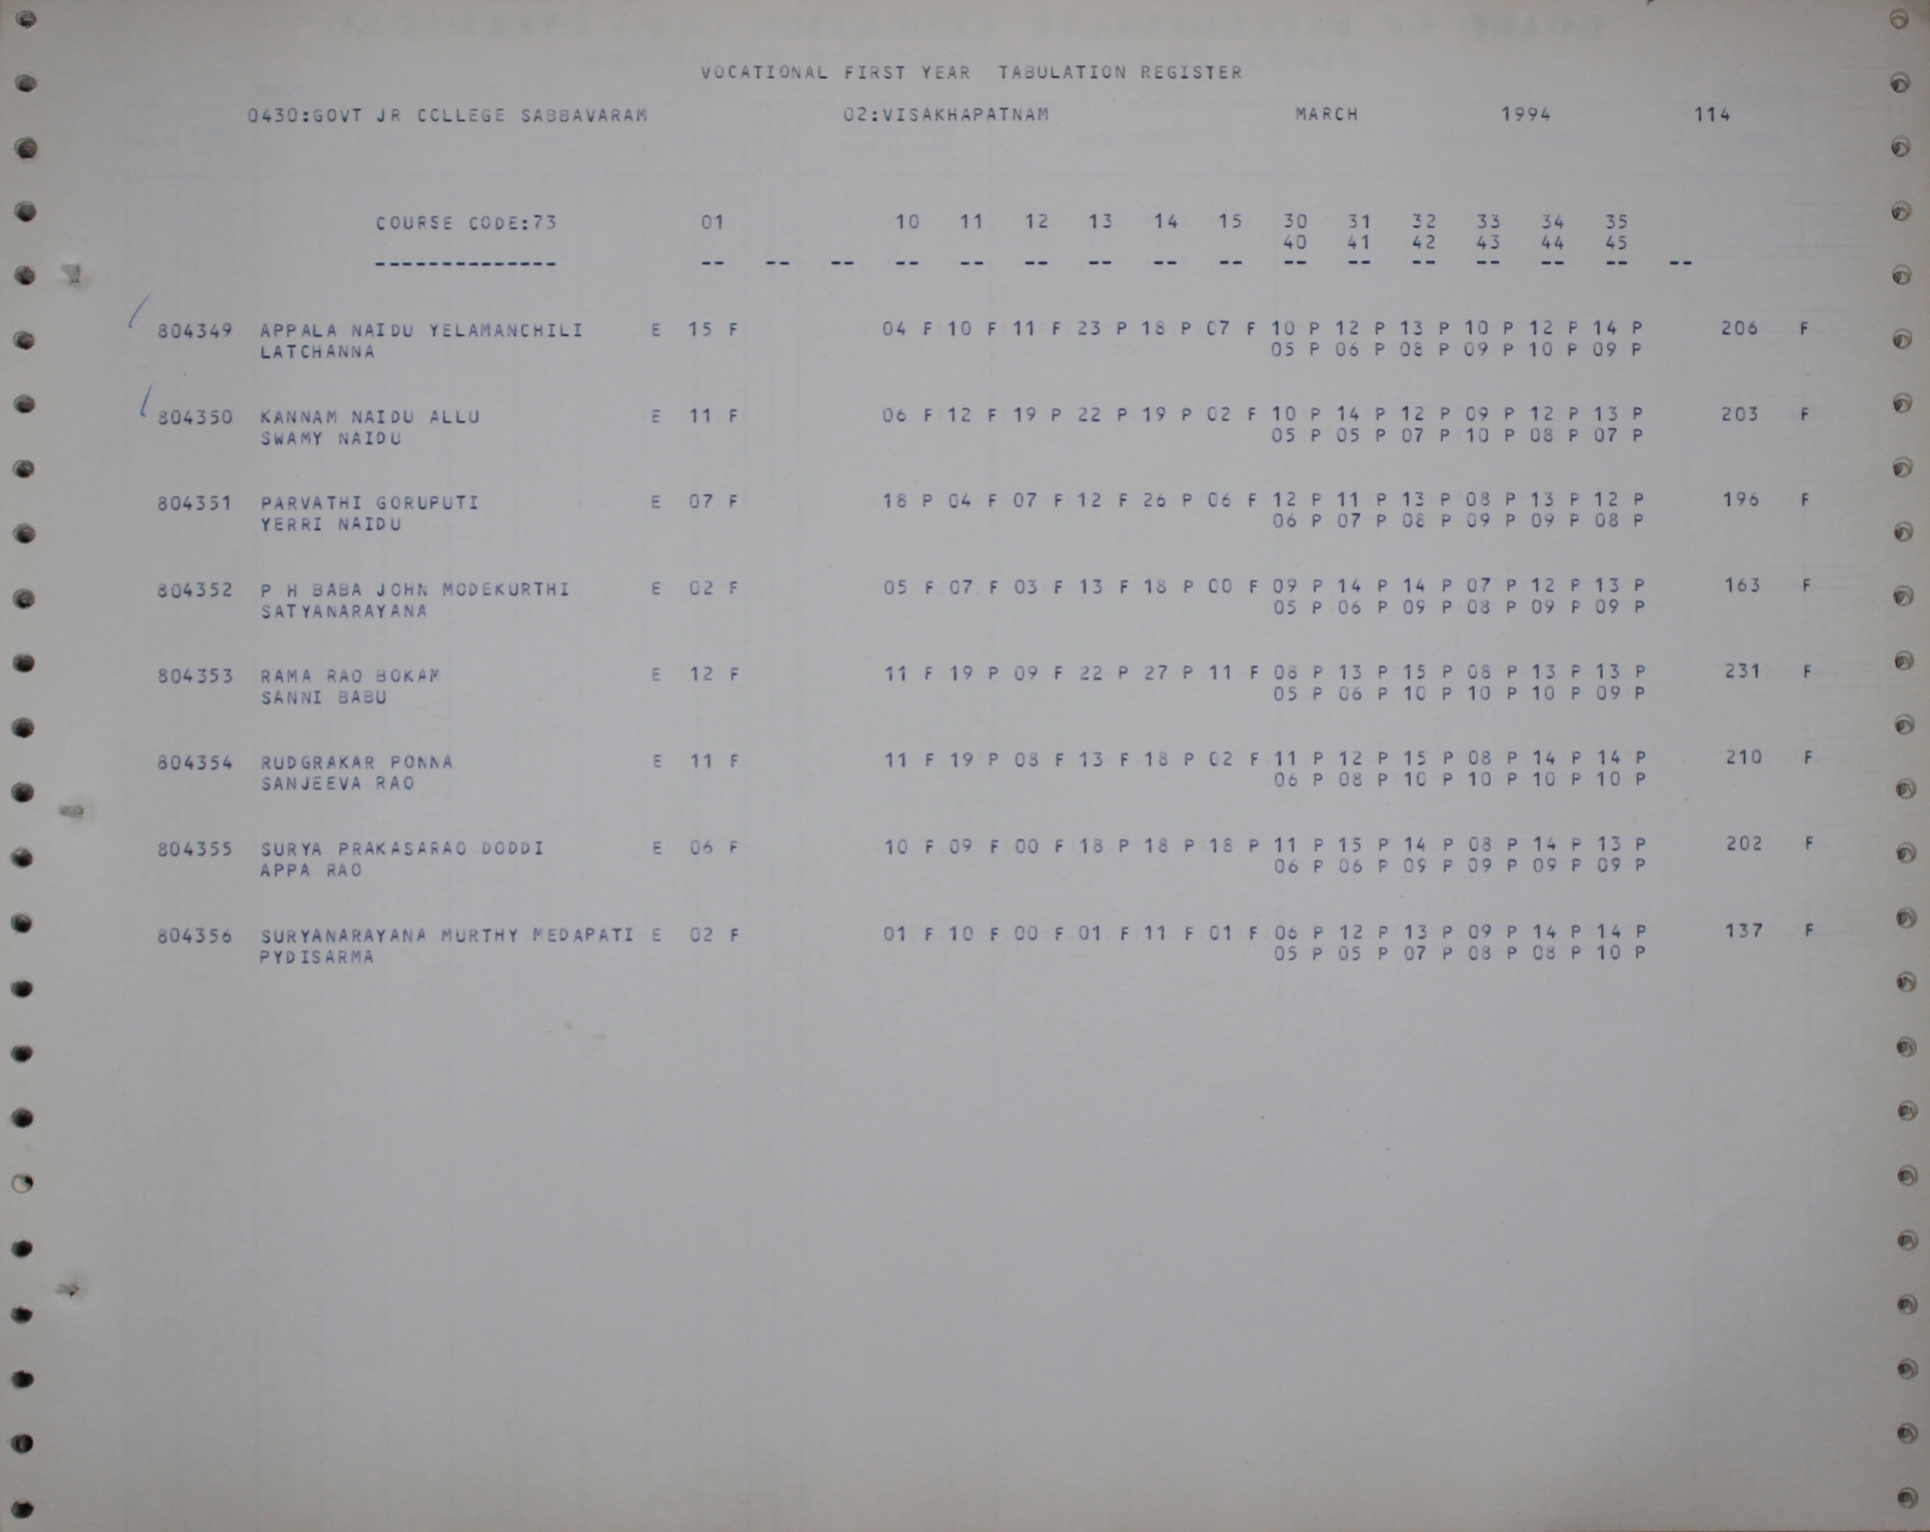 VOCATIONAL FIRST YEAR TABULATION REGISTER
0430:GOVT JR CCLLEGE SABBAVARAM 02:VISAKHAPATNAM MARCH 1994 114
COURSE CODE:73 01 10 11 12 13 14 15 30 31 32 33 34 35
40 41 42 43 44 45
-------------- -- -- -- -- -- -- -- -- -- -- -- -- -- -- -- --
804349 APPALA NAIDU YELAMANCHILI E 15 F 04 F 10 F 11 F 23 P 18 P 07 F 10 P 12 P 13 P 10 P 12 P 14 P 206 F
LATCHANNA 05 P 06 P 08 P 09 P 10 P 09 P
804350 KANNAM NAIDU ALLU E 11 F 06 F 12 F 19 P 22 P 19 P 02 F 10 P 14 P 12 P 09 P 12 P 13 P 203 F
SWAMY NAIDU 05 P 05 P 07 P 10 P 08 P 07 P
804351 PARVATHI GORUPUTI E 07 F 18 P 04 F 07 F 12 F 26 P 06 F 12 P 11 P 13 P 08 P 13 P 12 P 196 F
YERRI NAIDU 06 P 07 P 08 P 09 P 09 P 08 P
804352 P H BABA JOHN MODEKURTHI E 02 F 05 F 07 F 03 F 13 F 18 P 00 F 09 P 14 P 14 P 07 P 12 P 13 P 163 F
SATYANARAYANA 05 P 06 P 09 P 08 P 09 P 09 P
804353 RAMA RAO BOKAM E 12 F 11 F 19 P 09 F 22 P 27 P 11 F 08 P 13 P 15 P 08 P 13 P 13 P 231 F
SANNI BABU 05 P 06 P 10 P 10 P 10 P 09 P
804354 RUDGRAKAR PONNA E 11 F 11 F 19 P 08 F 13 F 18 P 02 F 11 P 12 P 15 P 08 P 14 P 14 P 210 F
SANJEEVA RAO 06 P 08 P 10 P 10 P 10 P 10 P
804355 SURYA PRAKASARAO DODDI E 06 F 10 F 09 F 00 F 18 P 18 P 18 P 11 P 15 P 14 P 08 P 14 P 13 P 202 F
APPA RAO 06 P 06 P 09 P 09 P 09 P 09 P
804356 SURYANARAYANA MURTHY MEDAPATI E 02 F 01 F 10 F 00 F 01 F 11 F 01 F 06 P 12 P 13 P 09 P 14 P 14 P 137 F
PYDISARMA 05 P 05 P 07 P 08 P 08 P 10 P